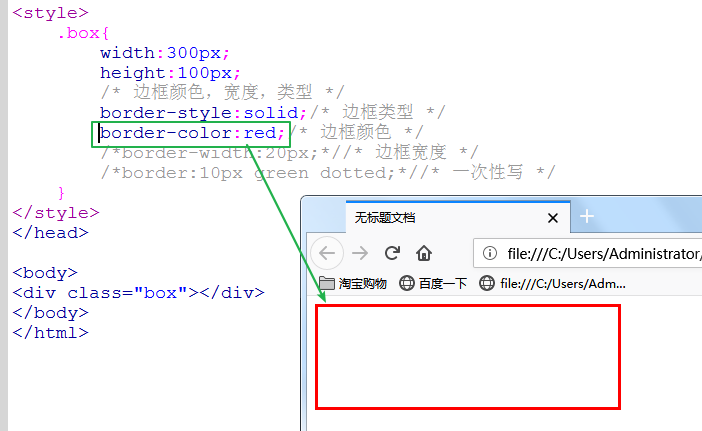 <style>
.box{
width:300px;
height:100px;
/* 边框颜色，宽度，类型 */
border-style:solid;/* 边框类型 */
border-color:red;/* 边框颜色 */
/*border-width:20px;*//* 边框宽度 */
/*border:10px green dotted;*//* 一次性写 */
}
</style>
</head>
<body>
<div class="box"></div>
</body>
</html>
无标题文档
file:///C:/Users/Administrator/
淘宝购物 百度一下 file:///C:/Users/Adm...